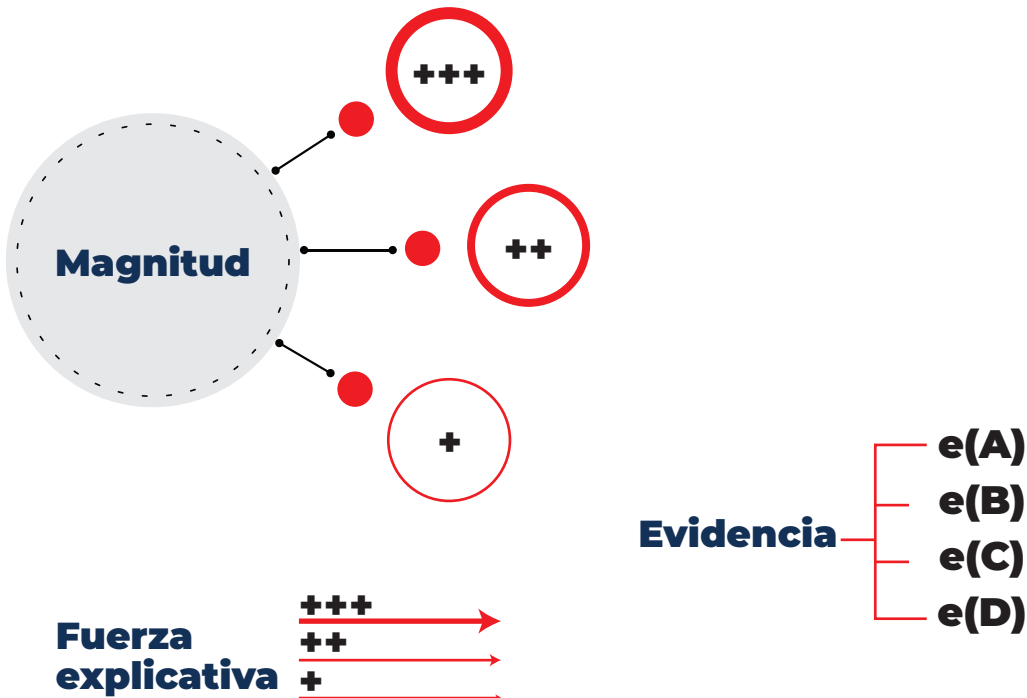 +++
Magnitud
++
+
Evidencia
e(A)
e(B)
e(C)
e(D)
Fuerza
explicativa
+++
++
+